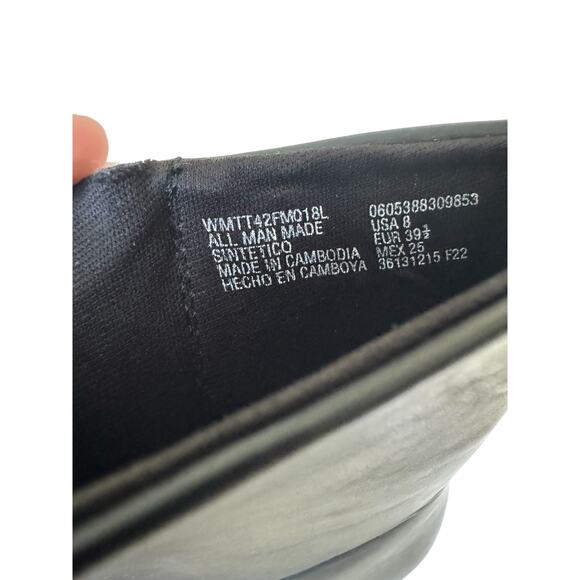 WMTT42FM018L
ALL MAN MADE
SINTETICO
MADE IN CAMBODIA
HECHO EN CAMBOYA
0605388309853
USA 8
EUR 39½
MEX 25
36131215 F22